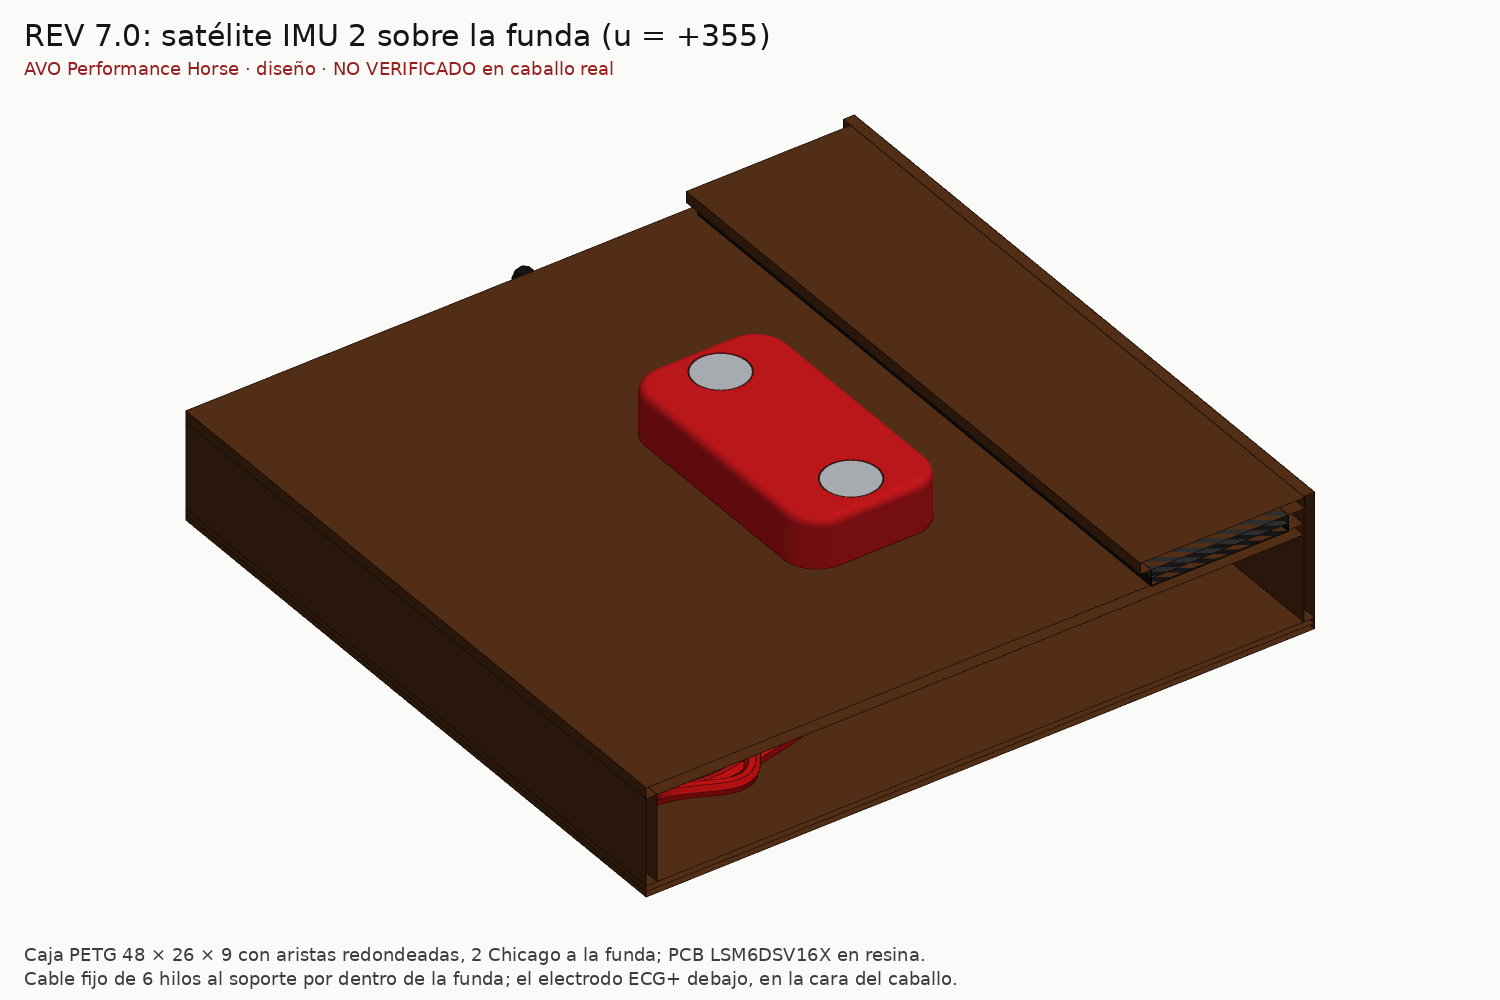 REV 7.0: satélite IMU 2 sobre la funda (u = +355)
AVO Performance Horse · diseño · NO VERIFICADO en caballo real
Caja PETG 48 × 26 × 9 con aristas redondeadas, 2 Chicago a la funda; PCB LSM6DSV16X en resina.
Cable fijo de 6 hilos al soporte por dentro de la funda; el electrodo ECG+ debajo, en la cara del caballo.